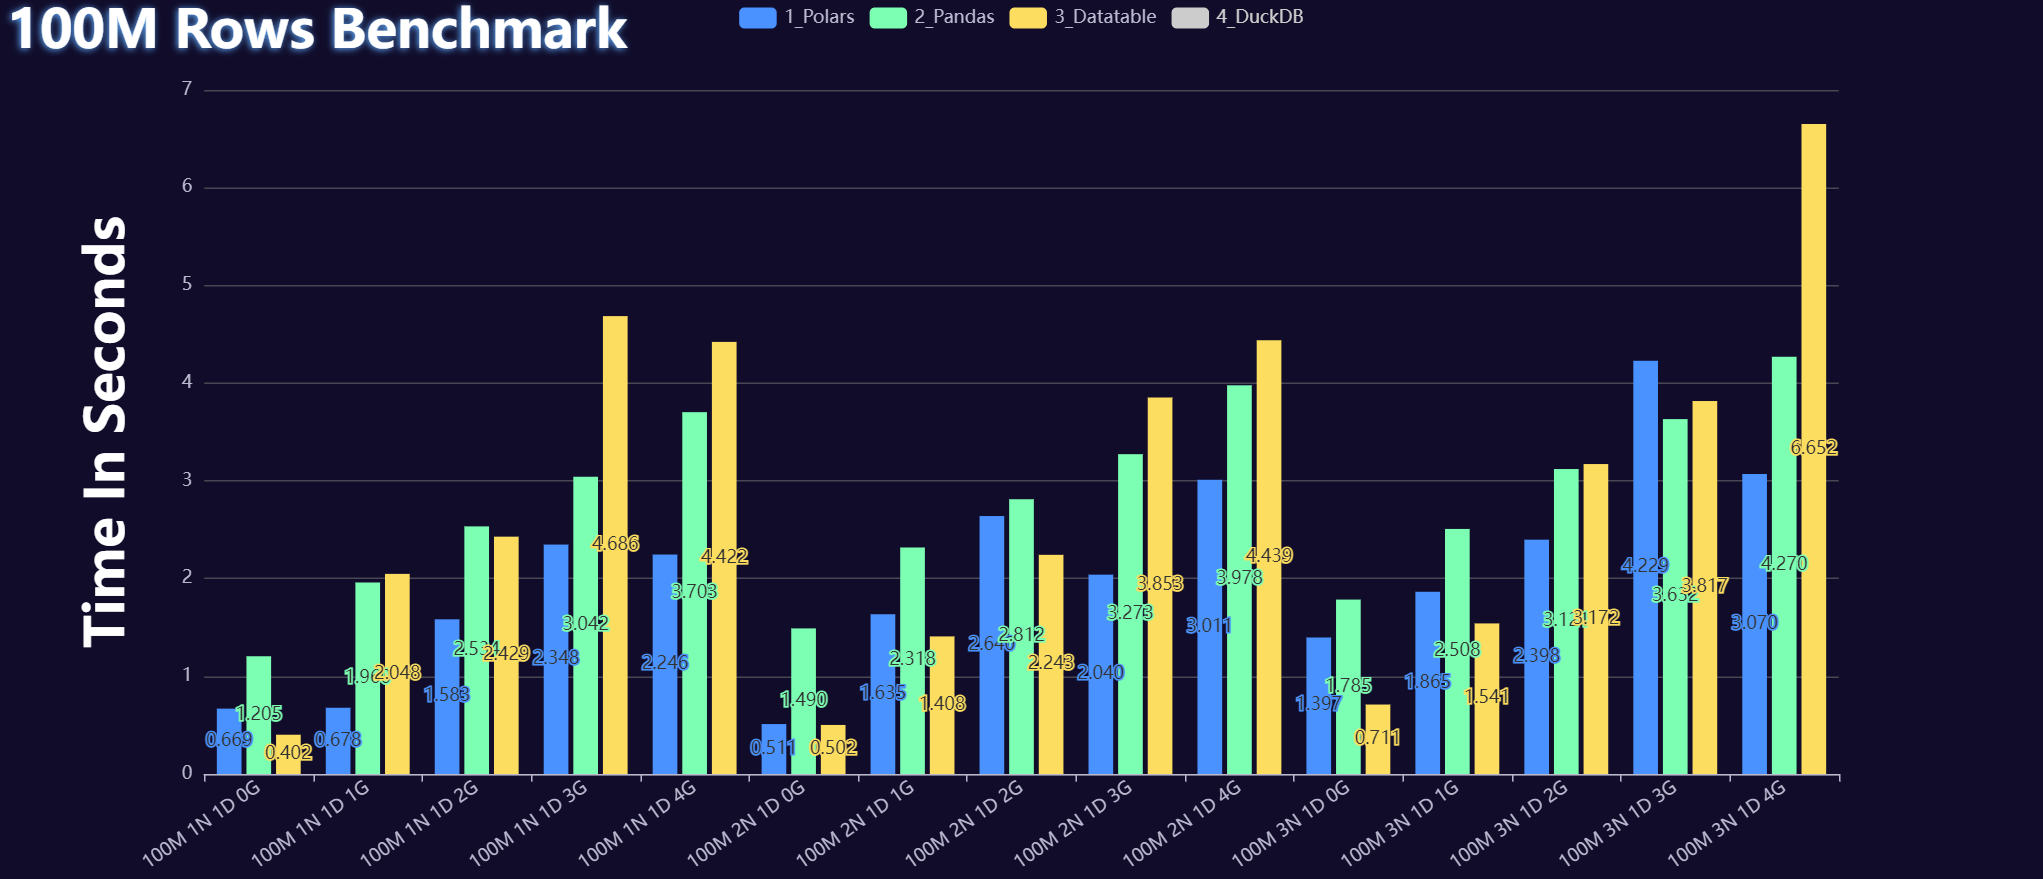 100M Rows Benchmark
1_Polars 2_Pandas 3_Datatable 4_DuckDB
Time In Seconds
7
6
5
4
3
2
1
0
0.669 1.205 0.402
0.678 2.048
1.583 2.534 2.429
2.348 3.042 4.686
2.246 3.703 4.422
0.511 1.490 0.502
1.635 2.318 1.408
2.640 2.812 2.243
2.040 3.273 3.853
3.011 3.978 4.439
1.397 1.785 0.711
1.865 2.508 1.541
2.398 3.172
4.229 3.632 3.817
3.070 4.270 6.652
100M 1N 1D 0G
100M 1N 1D 1G
100M 1N 1D 2G
100M 1N 1D 3G
100M 1N 1D 4G
100M 2N 1D 0G
100M 2N 1D 1G
100M 2N 1D 2G
100M 2N 1D 3G
100M 2N 1D 4G
100M 3N 1D 0G
100M 3N 1D 1G
100M 3N 1D 2G
100M 3N 1D 3G
100M 3N 1D 4G